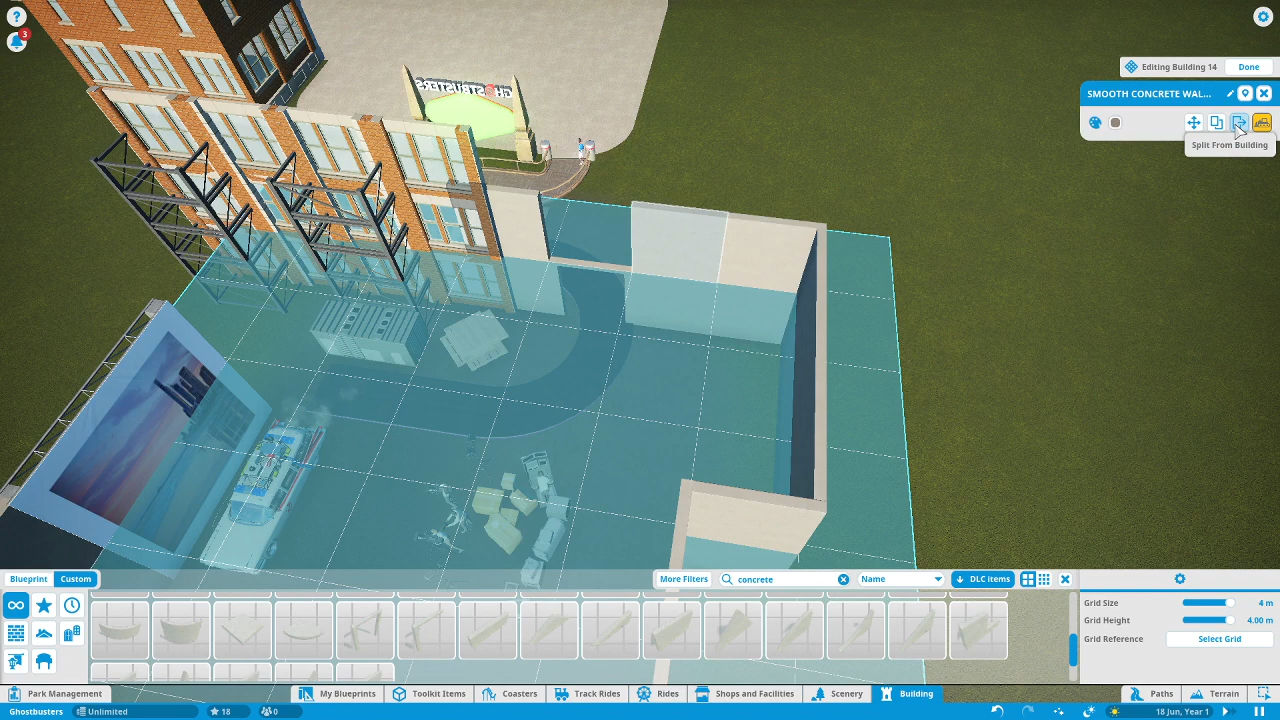 ?
3
GHOSTBUSTERS
Editing Building 14
Done
SMOOTH CONCRETE WAL...
Split From Building
Blueprint
Custom
More Filters
concrete
Name
DLC items
Grid Size
4 m
Grid Height
4.00 m
Grid Reference
Select Grid
Park Management
My Blueprints
Toolkit Items
Coasters
Track Rides
Rides
Shops and Facilities
Scenery
Building
Paths
Terrain
Ghostbusters
Unlimited
18
0
18 Jun, Year 1